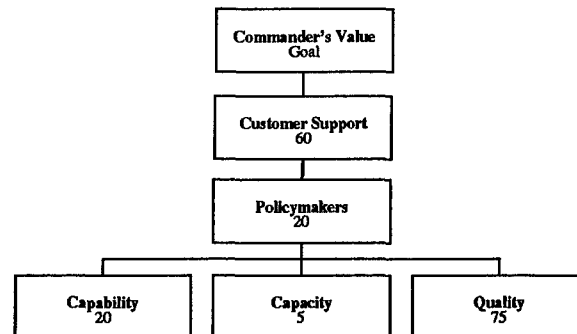 Commander's Value
Goal
Customer Support
60
Policymakers
20
Capability
20
Capacity
5
Quality
75